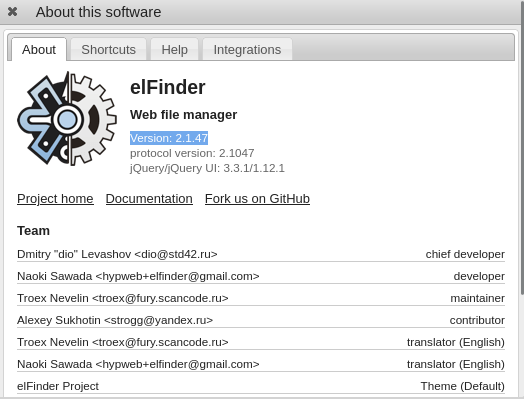 About this software
About Shortcuts Help Integrations
elFinder
Web file manager
Version: 2.1.47
protocol version: 2.1047
jQuery/jQuery UI: 3.3.1/1.12.1
Project home Documentation Fork us on GitHub
Team
Dmitry "dio" Levashov <dio@std42.ru> chief developer
Naoki Sawada <hypweb+elfinder@gmail.com> developer
Troex Nevelin <troex@fury.scancode.ru> maintainer
Alexey Sukhotin <strogg@yandex.ru> contributor
Troex Nevelin <troex@fury.scancode.ru> translator (English)
Naoki Sawada <hypweb+elfinder@gmail.com> translator (English)
elFinder Project Theme (Default)